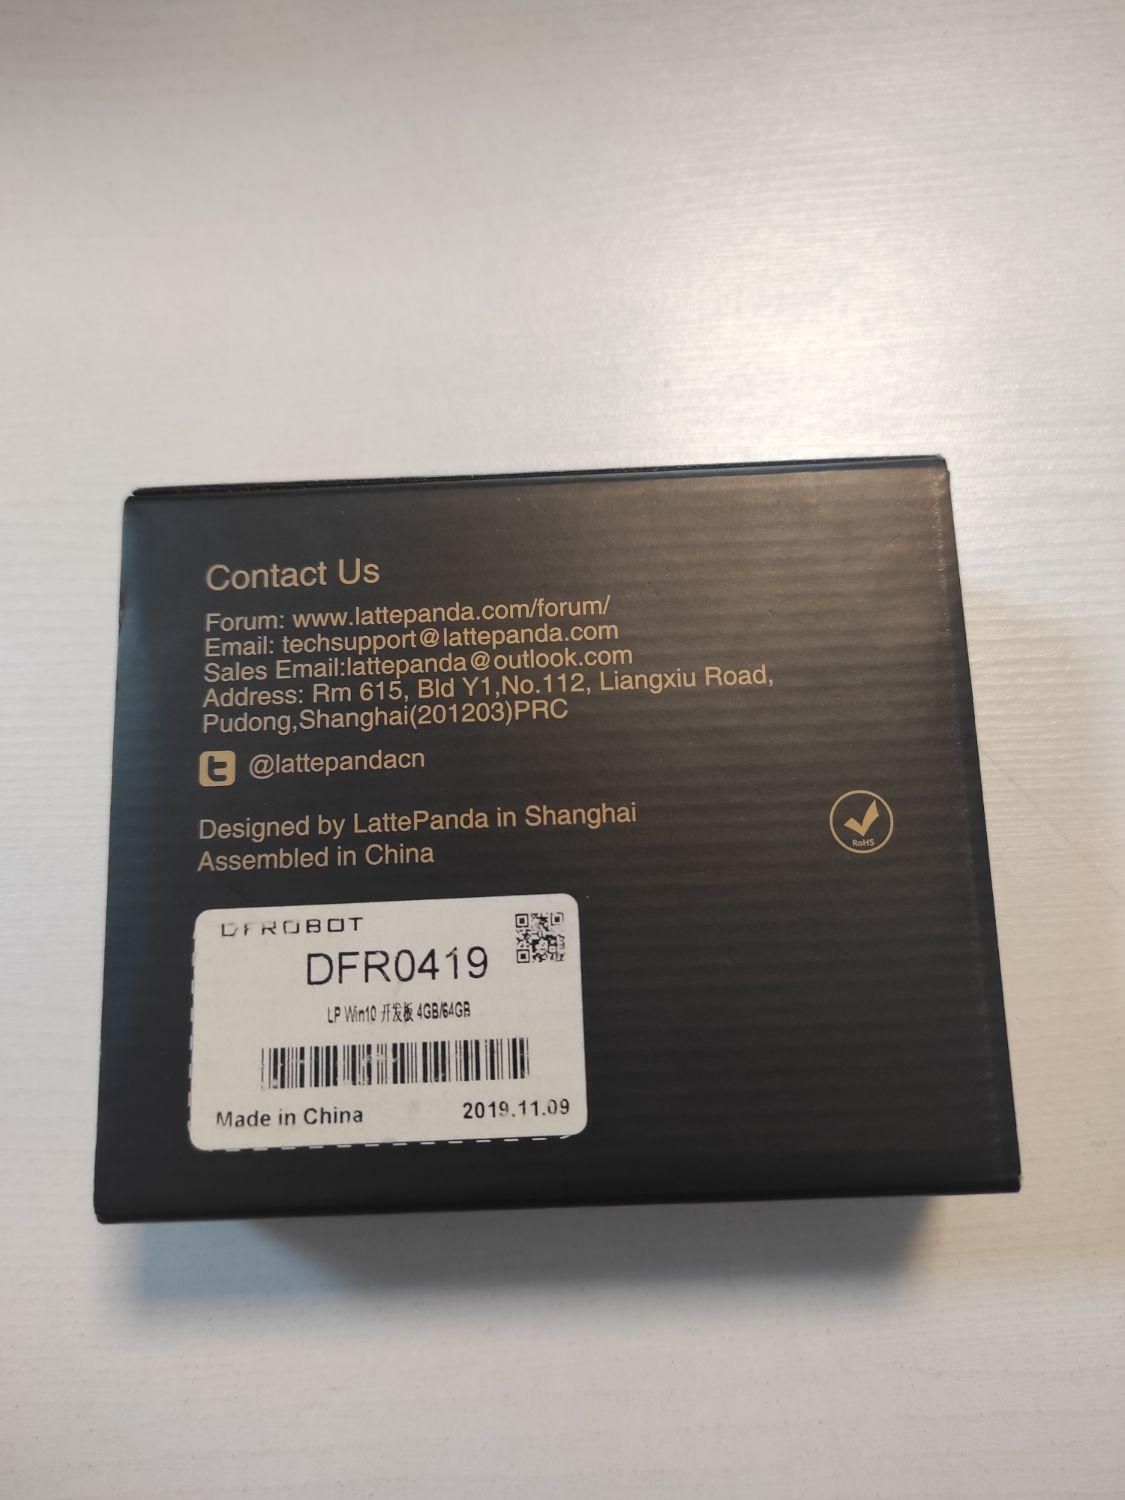 Contact Us
Forum: www.lattepanda.com/forum/
Email: techsupport@lattepanda.com
Sales Email:lattepanda@outlook.com
Address: Rm 615, Bld Y1,No.112, Liangxiu Road,
Pudong,Shanghai(201203)PRC
@lattepandacn
Designed by LattePanda in Shanghai
Assembled in China
RoHS
DFROBOT
DFR0419
LP Win10 开发板 4GB/64GB
Made in China 2019.11.09